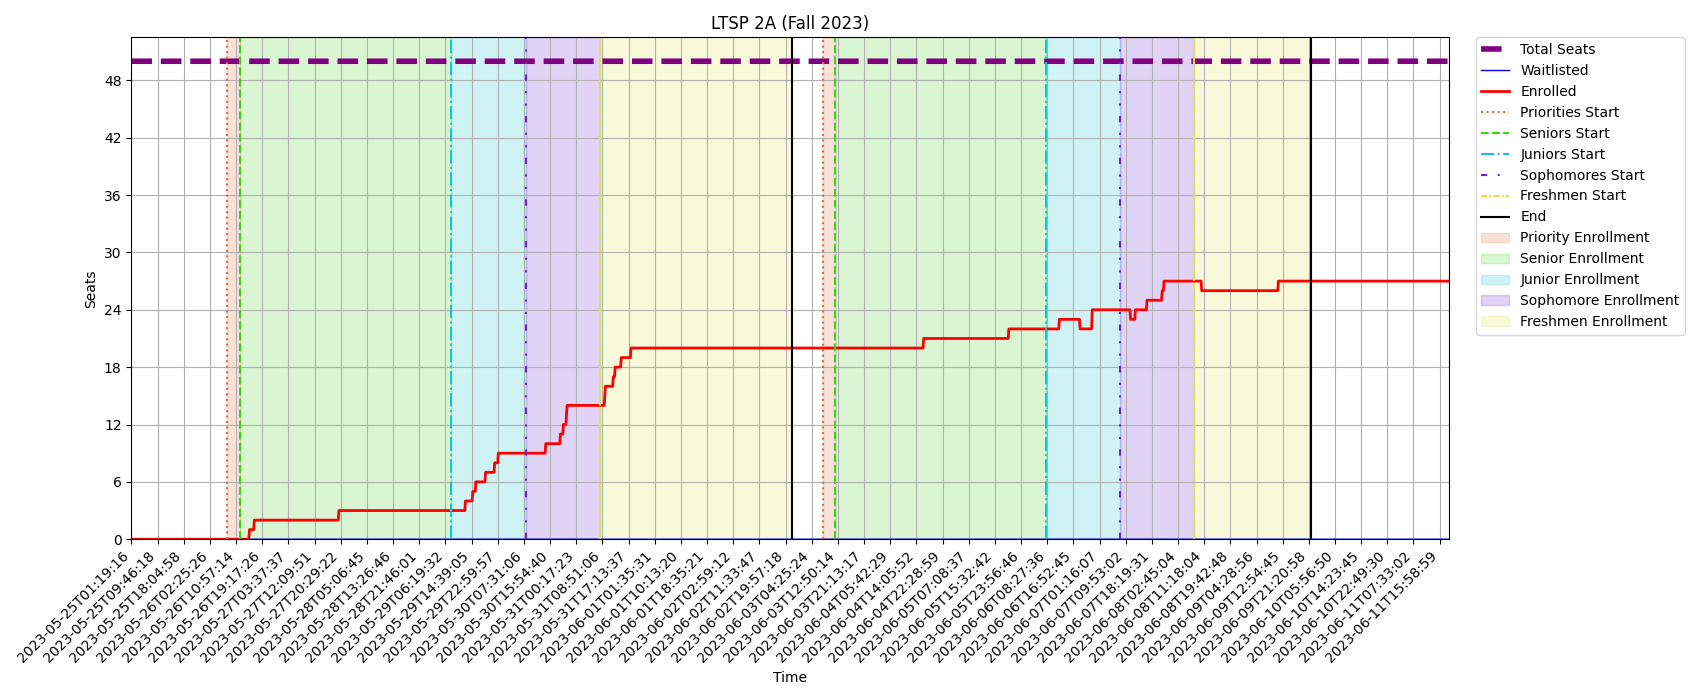 LTSP 2A (Fall 2023)
Seats
48
42
36
30
24
18
12
6
0
2023-05-25T01:19:16
2023-05-25T09:46:18
2023-05-25T18:04:58
2023-05-26T02:25:26
2023-05-26T10:57:14
2023-05-26T19:17:26
2023-05-27T03:37:37
2023-05-27T12:09:51
2023-05-27T20:29:22
2023-05-28T05:06:45
2023-05-28T13:26:46
2023-05-28T21:46:01
2023-05-29T06:19:32
2023-05-29T14:39:05
2023-05-29T22:59:57
2023-05-30T07:31:06
2023-05-30T15:54:40
2023-05-31T00:17:23
2023-05-31T08:51:06
2023-05-31T17:13:37
2023-06-01T01:35:31
2023-06-01T10:13:20
2023-06-01T18:35:21
2023-06-02T02:59:12
2023-06-02T11:33:47
2023-06-02T19:57:18
2023-06-03T04:25:24
2023-06-03T12:50:14
2023-06-03T21:13:17
2023-06-04T05:42:29
2023-06-04T14:05:52
2023-06-04T22:28:59
2023-06-05T07:08:37
2023-06-05T15:32:42
2023-06-05T23:56:46
2023-06-06T08:27:36
2023-06-06T16:52:45
2023-06-07T01:16:07
2023-06-07T09:53:02
2023-06-07T18:19:31
2023-06-08T02:45:04
2023-06-08T11:18:04
2023-06-08T19:42:48
2023-06-09T04:28:56
2023-06-09T12:54:45
2023-06-09T21:20:58
2023-06-10T05:56:50
2023-06-10T14:23:45
2023-06-10T22:49:30
2023-06-11T07:33:02
2023-06-11T15:58:59
Time
Total Seats
Waitlisted
Enrolled
Priorities Start
Seniors Start
Juniors Start
Sophomores Start
Freshmen Start
End
Priority Enrollment
Senior Enrollment
Junior Enrollment
Sophomore Enrollment
Freshmen Enrollment